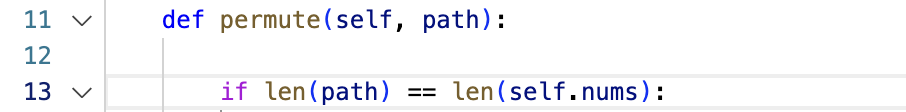 11 def permute(self, path):
12
13 if len(path) == len(self.nums):